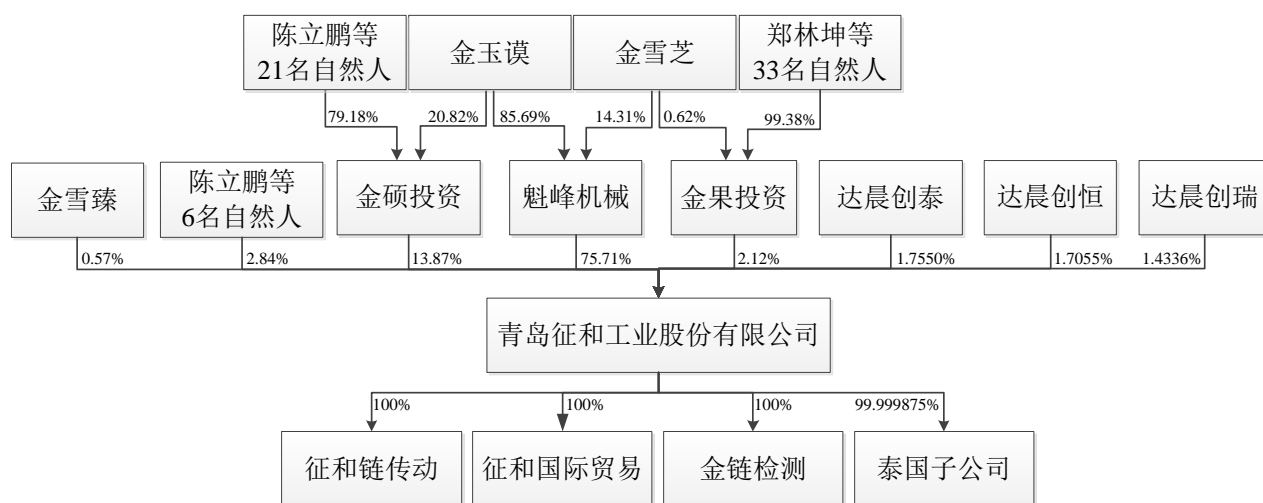 陈立鹏等
21名自然人
金玉谟
金雪芝
郑林坤等
33名自然人
79.18%
20.82%
85.69%
14.31%
0.62%
99.38%
金雪臻
陈立鹏等
6名自然人
金硕投资
魁峰机械
金果投资
达晨创泰
达晨创恒
达晨创瑞
0.57%
2.84%
13.87%
75.71%
2.12%
1.7550%
1.7055%
1.4336%
青岛征和工业股份有限公司
100%
100%
100%
99.999875%
征和链传动
征和国际贸易
金链检测
泰国子公司